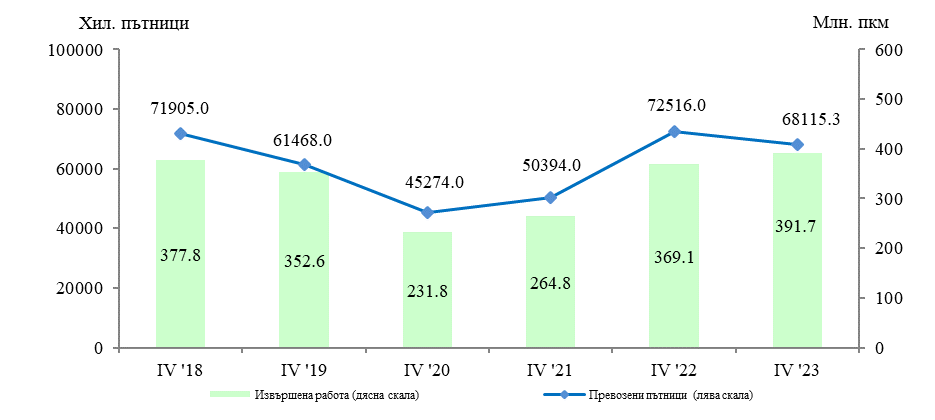 Хил. пътници
Млн. пкм
100000
80000
60000
40000
20000
0
600
500
400
300
200
100
0
71905.0
61468.0
45274.0
50394.0
72516.0
68115.3
377.8
352.6
231.8
264.8
369.1
391.7
IV '18
IV '19
IV '20
IV '21
IV '22
IV '23
Извършена работа (дясна скала)
Превозени пътници (лява скала)